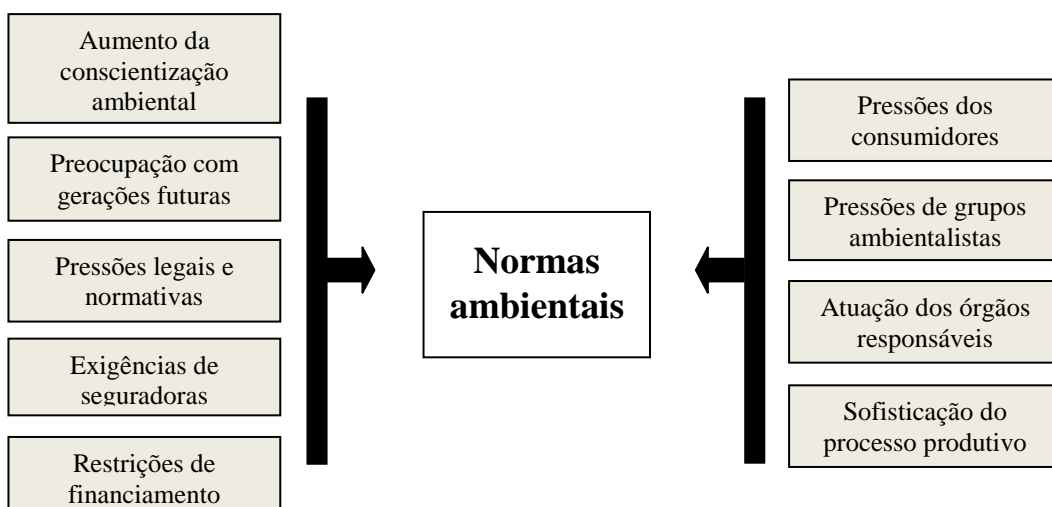 Aumento da
conscientização
ambiental
Preocupação com
gerações futuras
Pressões legais e
normativas
Exigências de
seguradoras
Restrições de
financiamento
Normas
ambientais
Pressões dos
consumidores
Pressões de grupos
ambientalistas
Atuação dos órgãos
responsáveis
Sofisticação do
processo produtivo